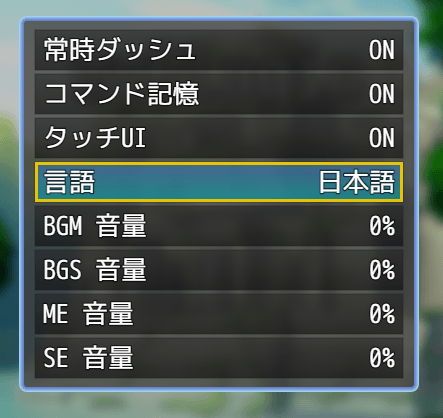 常時ダッシュ ON
コマンド記憶 ON
タッチUI ON
言語 日本語
BGM 音量 0%
BGS 音量 0%
ME 音量 0%
SE 音量 0%